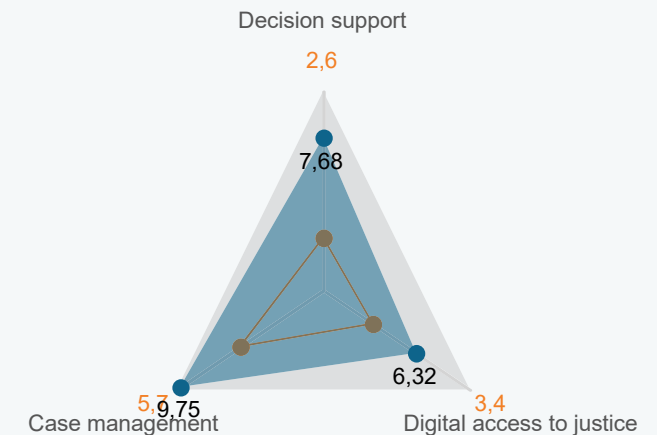 Decision support
2,6
7,68
6,32
5,7
9,75
3,4
Case management
Digital access to justice